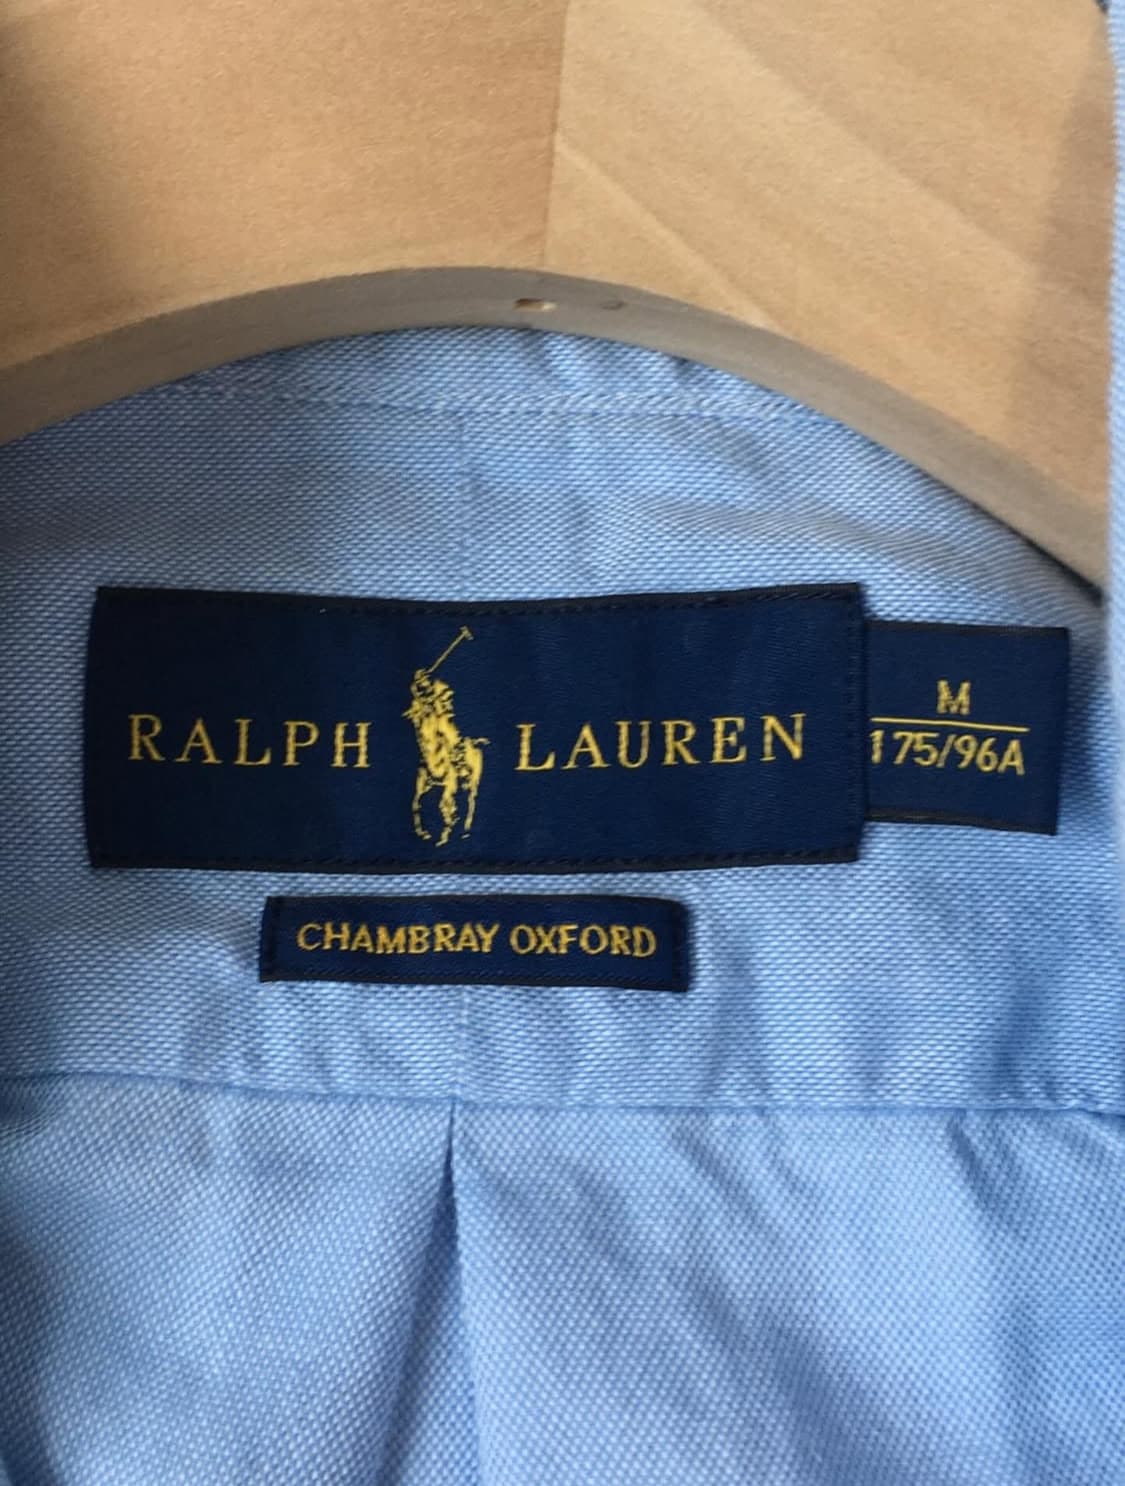 RALPH LAUREN
M
175/96A
CHAMBRAY OXFORD